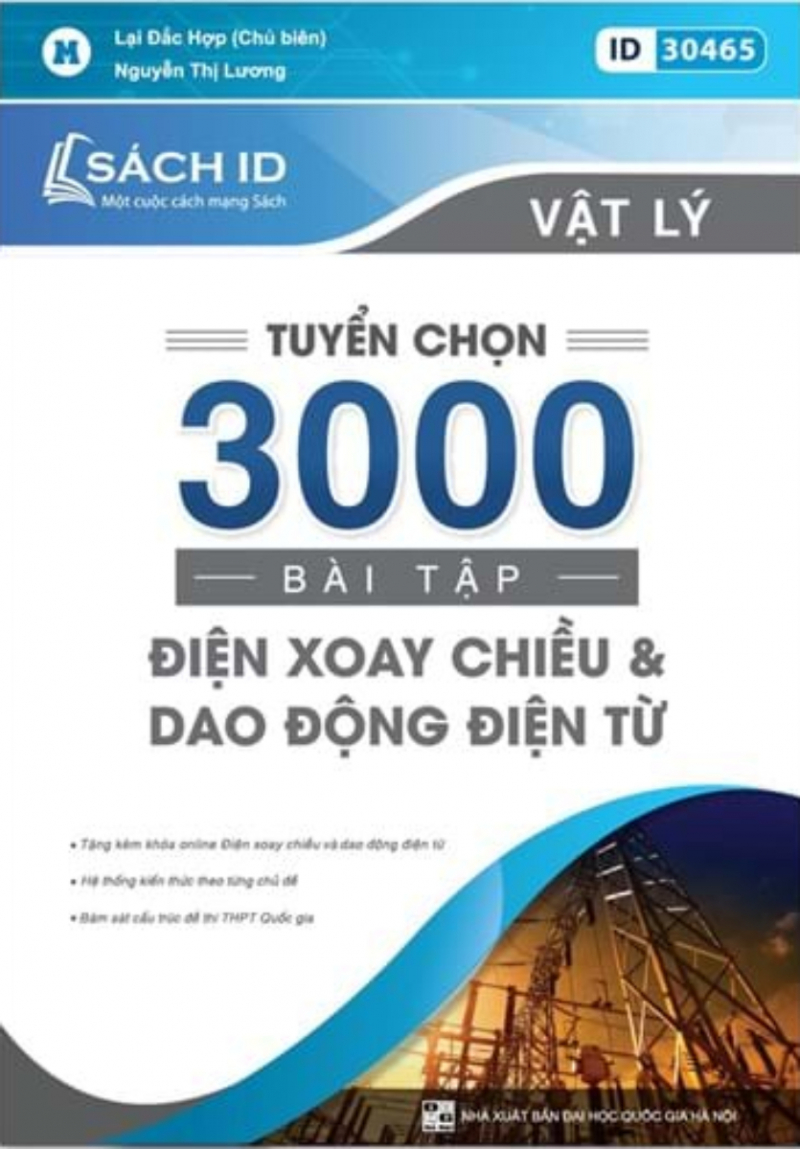 M
Lại Đắc Hợp (Chủ biên)
Nguyễn Thị Lương
ID 30465
SÁCH ID
Một cuộc cách mạng Sách
VẬT LÝ
TUYỂN CHỌN
3000
BÀI TẬP
ĐIỆN XOAY CHIỀU &
DAO ĐỘNG ĐIỆN TỪ
• Tặng kèm khóa online Điện xoay chiều và dao động điện từ
• Hệ thống kiến thức theo từng chủ đề
• Bám sát cấu trúc đề thi THPT Quốc gia
NHÀ XUẤT BẢN ĐẠI HỌC QUỐC GIA HÀ NỘI